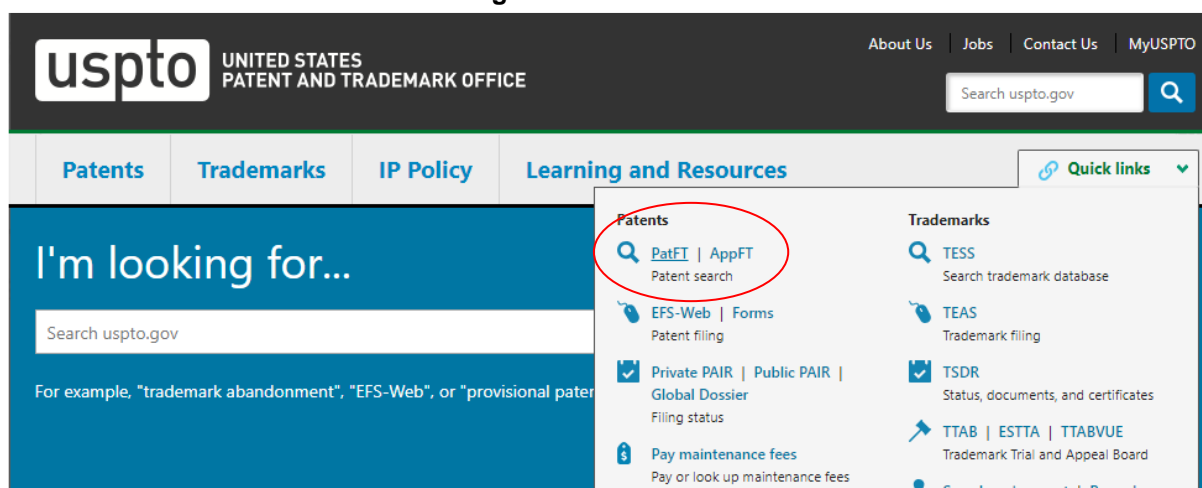 uspto
UNITED STATES
PATENT AND TRADEMARK OFFICE
About Us
Jobs
Contact Us
MyUSPTO
Search uspto.gov
Patents
Trademarks
IP Policy
Learning and Resources
Quick links
I'm looking for...
Search uspto.gov
For example, "trademark abandonment", "EFS-Web", or "provisional
Patents
PatFT | AppFT
Patent search
EFS-Web | Forms
Patent filing
Private PAIR | Public PAIR |
Global Dossier
Filing status
Pay maintenance fees
Pay or look up maintenance fees
Trademarks
TESS
Search trademark database
TEAS
Trademark filing
TSDR
Status, documents, and certificates
TTAB | ESTTA | TTABVUE
Trademark Trial and Appeal Board